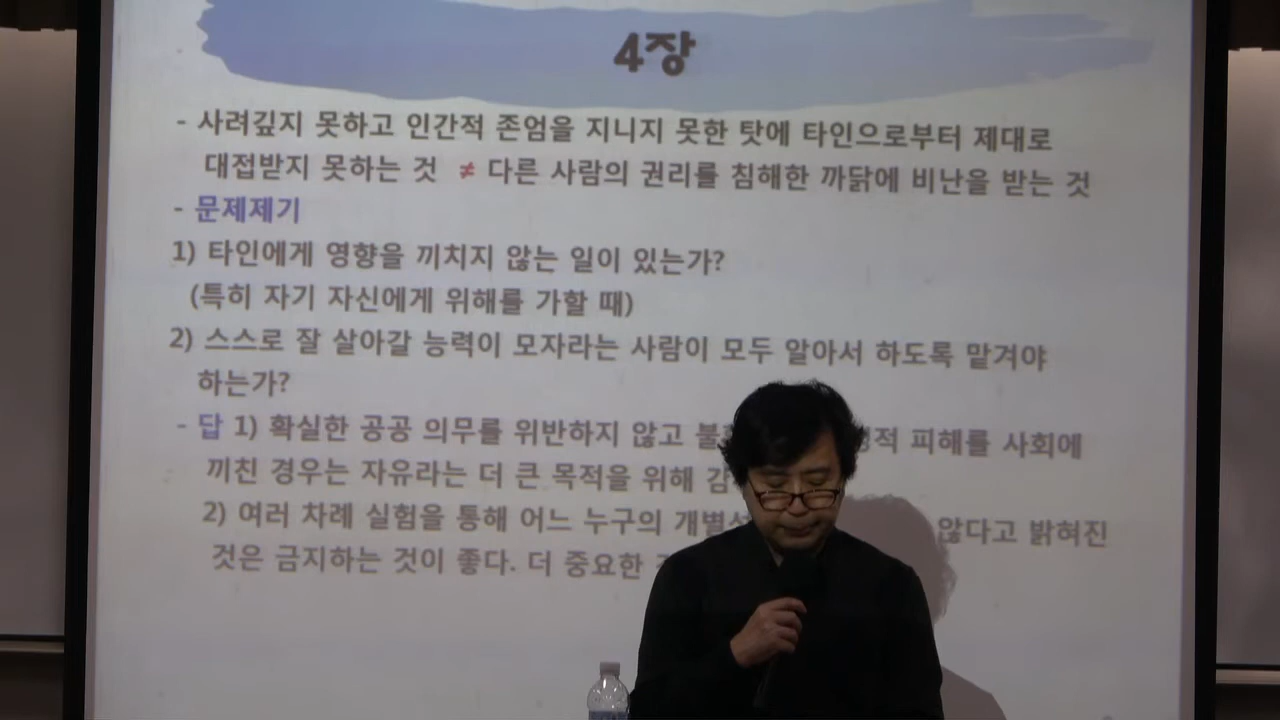 4장
- 사려깊지 못하고 인간적 존엄을 지니지 못한 탓에 타인으로부터 제대로
대접받지 못하는 것 ≠ 다른 사람의 권리를 침해한 까닭에 비난을 받는 것
- 문제제기
1) 타인에게 영향을 끼치지 않는 일이 있는가?
(특히 자기 자신에게 위해를 가할 때)
2) 스스로 잘 살아갈 능력이 모자라는 사람이 모두 알아서 하도록 맡겨야
하는가?
- 답 1) 확실한 공공 의무를 위반하지 않고 피해를 사회에
끼친 경우는 자유라는 더 큰 목적을 위해
2) 여러 차례 실험을 통해 어느 누구의 않다고 밝혀진
것은 금지하는 것이 좋다. 더 중요한